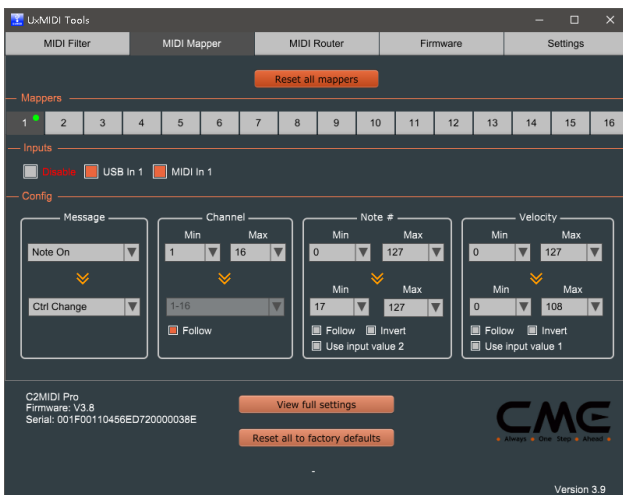 UxMIDI Tools
MIDI Filter MIDI Mapper MIDI Router Firmware Settings
Reset all mappers
Mappers
1 2 3 4 5 6 7 8 9 10 11 12 13 14 15 16
Inputs
Disable USB In 1 MIDI In 1
Config
Message Channel Note # Velocity
Min Max Min Max Min Max
Note On 1 16 0 127 0 127
Min Max Min Max
Ctrl Change 1-16 17 127 0 108
Follow Follow Invert Follow Invert
Use input value 2 Use input value 1
C2MIDI Pro
Firmware: V3.8
Serial: 001F00110456ED720000038E
View full settings
Reset all to factory defaults
CME
Always One Step Ahead
-
Version 3.9